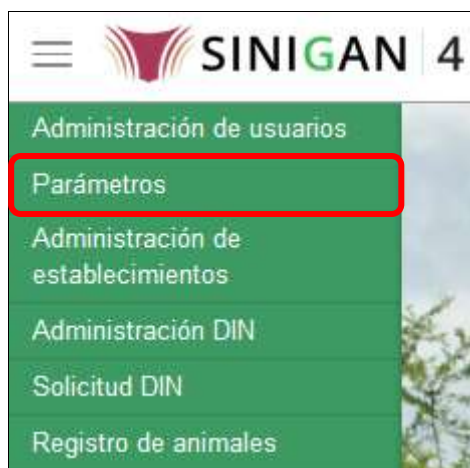 SINIGAN 4
Administración de usuarios
Parámetros
Administración de
establecimientos
Administración DIN
Solicitud DIN
Registro de animales